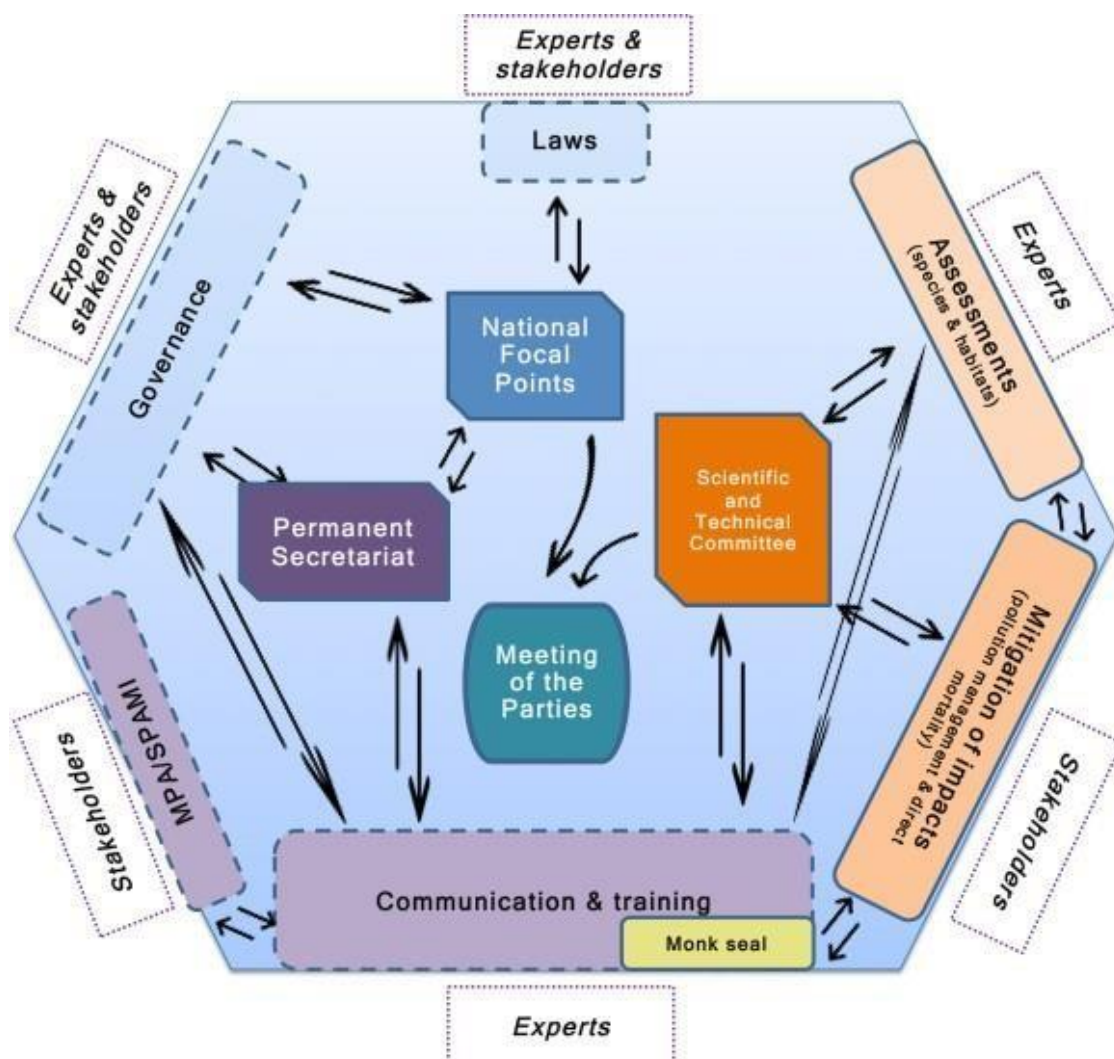 Experts &
stakeholders
Laws
Experts &
stakeholders
Governance
Experts
Assessments
(species & habitats)
National
Focal
Points
Scientific
and
Technical
Committee
Permanent
Secretariat
Meeting
of the
Parties
Mitigation of impacts
(pollution management & direct
mortality)
MPA/SPAMI
Stakeholders
Stakeholders
Communication & training
Monk seal
Experts